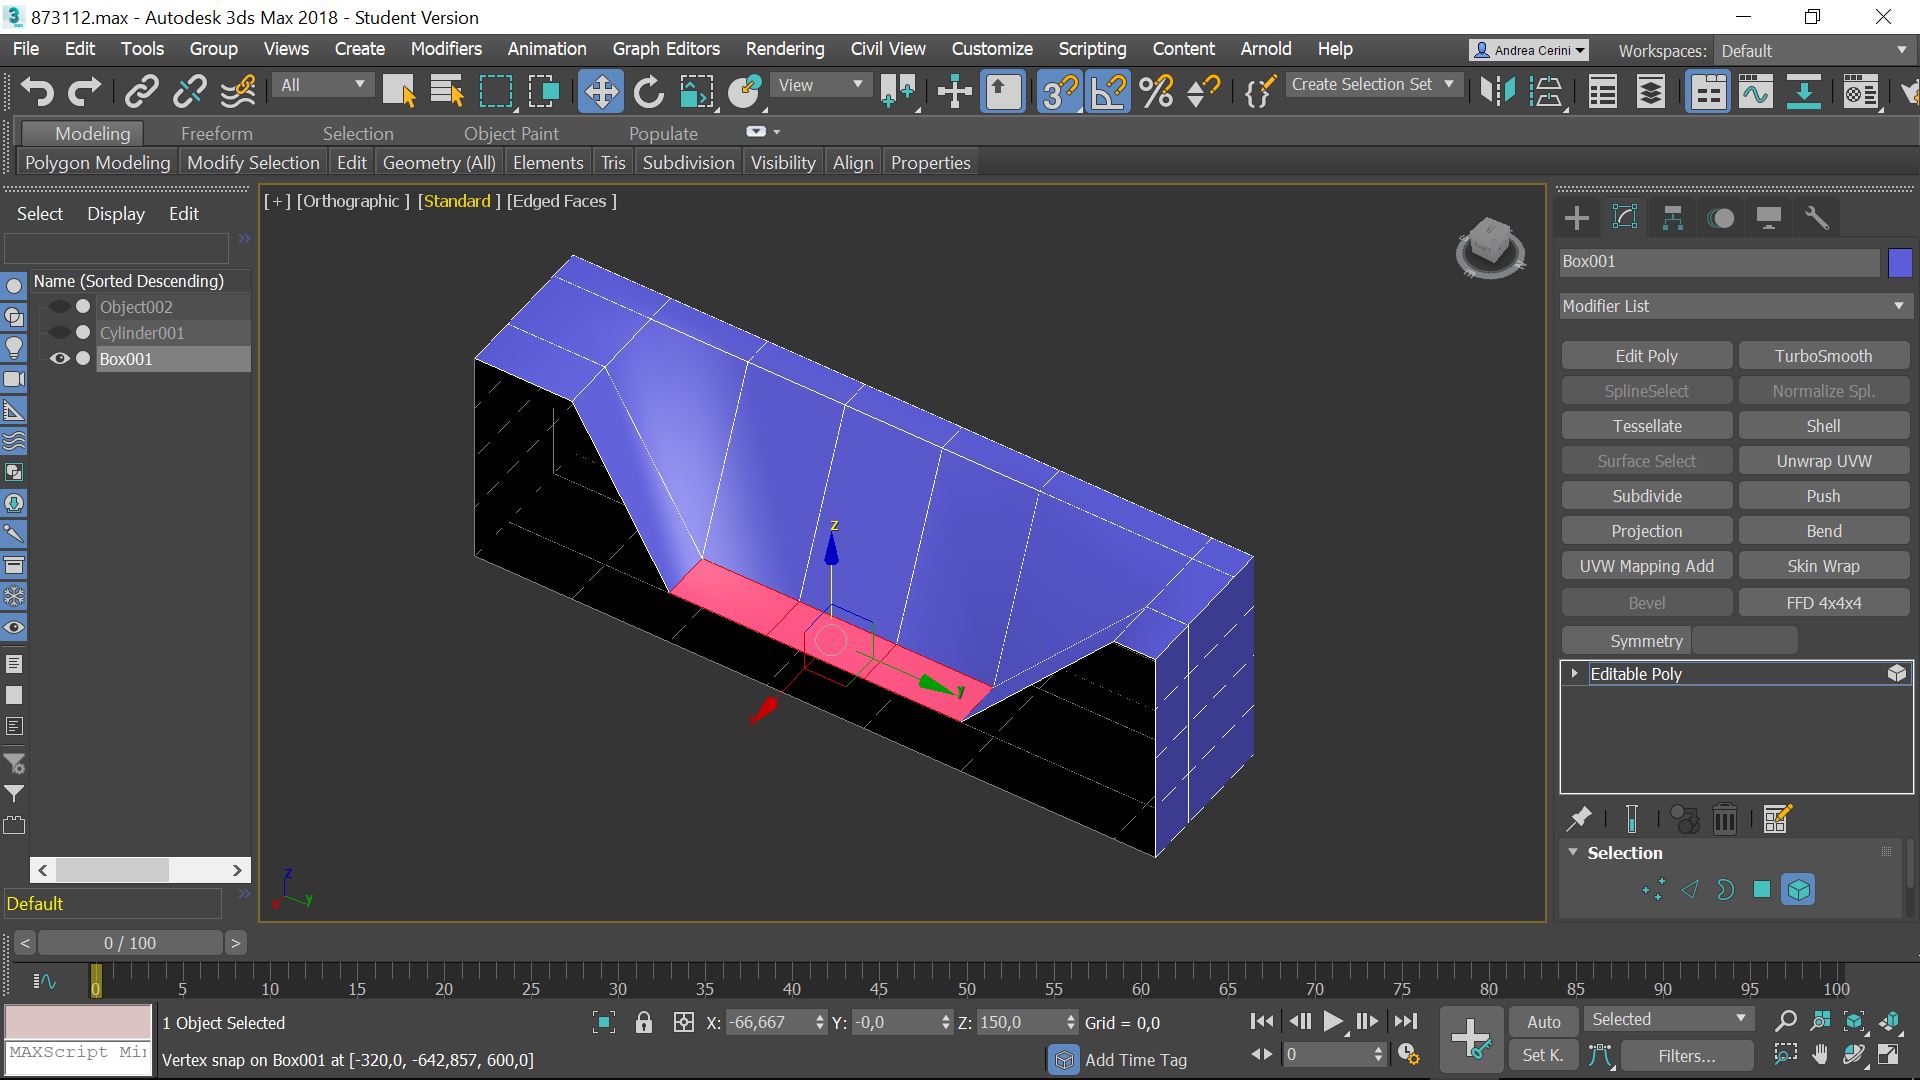 873112.max - Autodesk 3ds Max 2018 - Student Version
File Edit Tools Group Views Create Modifiers Animation Graph Editors Rendering Civil View Customize Scripting Content Arnold Help Andrea Cerini Workspaces: Default
All View Create Selection Set
Modeling Freeform Selection Object Paint Populate
Polygon Modeling Modify Selection Edit Geometry (All) Elements Tris Subdivision Visibility Align Properties
Select Display Edit
Name (Sorted Descending)
Object002
Cylinder001
Box001
Default
[+] [Orthographic ] [Standard ] [Edged Faces ]
z
y
x
z
y
x
Box001
Modifier List
Edit Poly TurboSmooth
SplineSelect Normalize Spl.
Tessellate Shell
Surface Select Unwrap UVW
Subdivide Push
Projection Bend
UVW Mapping Add Skin Wrap
Bevel FFD 4x4x4
Symmetry
Editable Poly
Selection
< 0 / 100 >
0 5 10 15 20 25 30 35 40 45 50 55 60 65 70 75 80 85 90 95 100
1 Object Selected X: -66,667 Y: -0,0 Z: 150,0 Grid = 0,0 Auto Selected
MAXScript Mi
Vertex snap on Box001 at [-320,0, -642,857, 600,0] Add Time Tag 0 Set K. Filters...